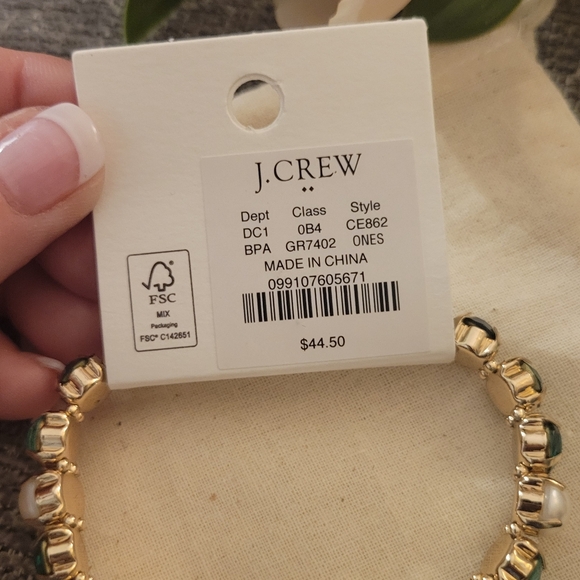 J.CREW
Dept Class Style
DC1 0B4 CE862
BPA GR7402 0NES
MADE IN CHINA
099107605671
$44.50
FSC
MIX
Packaging
FSC® C142651